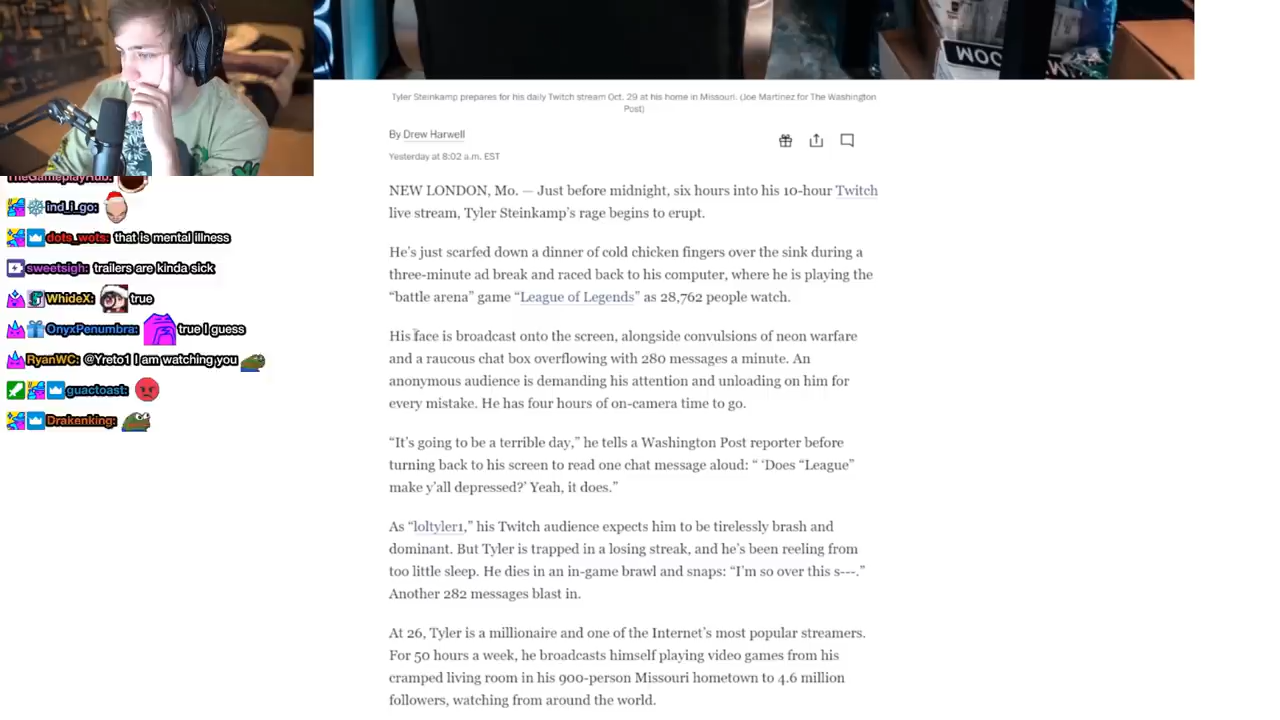 MOC
Tyler Steinkamp prepares for his daily Twitch stream Oct. 29 at his home in Missouri. (Joe Martinez for The Washington
Post)
By Drew Harwell
Yesterday at 8:02 a.m. EST
NEW LONDON, Mo. — Just before midnight, six hours into his 10-hour Twitch
live stream, Tyler Steinkamp's rage begins to erupt.
He's just scarfed down a dinner of cold chicken fingers over the sink during a
three-minute ad break and raced back to his computer, where he is playing the
“battle arena” game “League of Legends” as 28,762 people watch.
His face is broadcast onto the screen, alongside convulsions of neon warfare
and a raucous chat box overflowing with 280 messages a minute. An
anonymous audience is demanding his attention and unloading on him for
every mistake. He has four hours of on-camera time to go.
“It's going to be a terrible day,” he tells a Washington Post reporter before
turning back to his screen to read one chat message aloud: “ ‘Does “League”
make y'all depressed?’ Yeah, it does.”
As “loltyler1,” his Twitch audience expects him to be tirelessly brash and
dominant. But Tyler is trapped in a losing streak, and he's been reeling from
too little sleep. He dies in an in-game brawl and snaps: “I'm so over this s---.”
Another 282 messages blast in.
At 26, Tyler is a millionaire and one of the Internet's most popular streamers.
For 50 hours a week, he broadcasts himself playing video games from his
cramped living room in his 900-person Missouri hometown to 4.6 million
followers, watching from around the world.
TheGameplayHub:
ind_i_go:
dots_wots: that is mental illness
sweetsigh: trailers are kinda sick
WhideX: true
OnyxPenumbra: true I guess
RyanWC: @Yreto1 I am watching you
guactoast:
Drakenking: